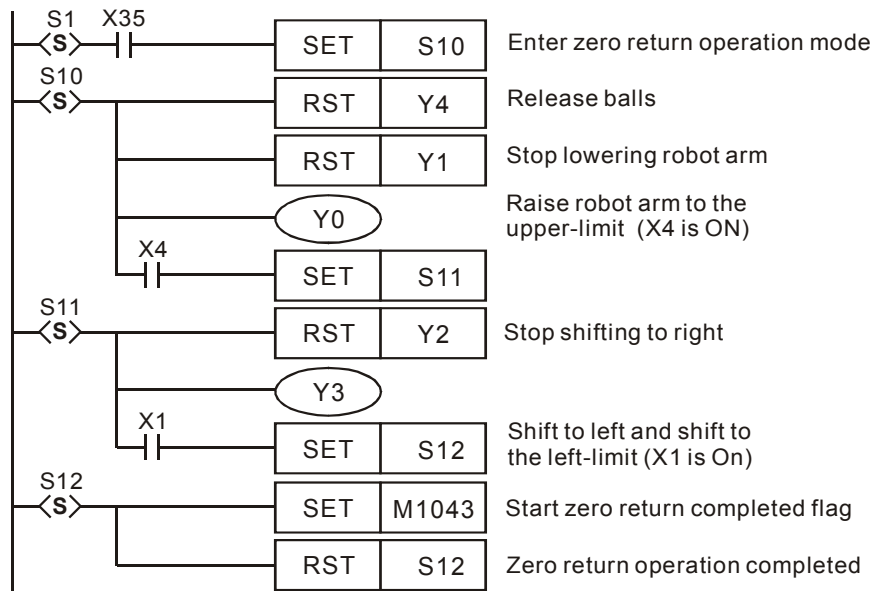 S1 X35
S SET S10 Enter zero return operation mode
S10
S RST Y4 Release balls
RST Y1 Stop lowering robot arm
Y0 Raise robot arm to the
upper-limit (X4 is ON)
X4
SET S11
S11
S RST Y2 Stop shifting to right
Y3
X1
SET S12 Shift to left and shift to
the left-limit (X1 is On)
S12
S SET M1043 Start zero return completed flag
RST S12 Zero return operation completed